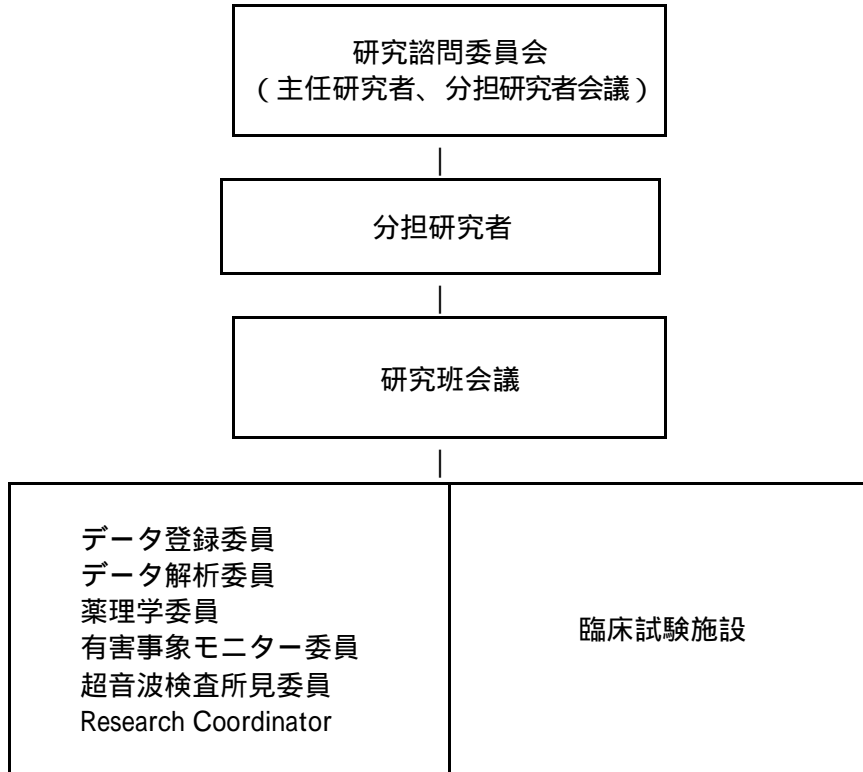 研究諮問委員会
(主任研究者、分担研究者会議)
分担研究者
研究班会議
データ登録委員
データ解析委員
薬理学委員
有害事象モニター委員
超音波検査所見委員
Research Coordinator
臨床試験施設